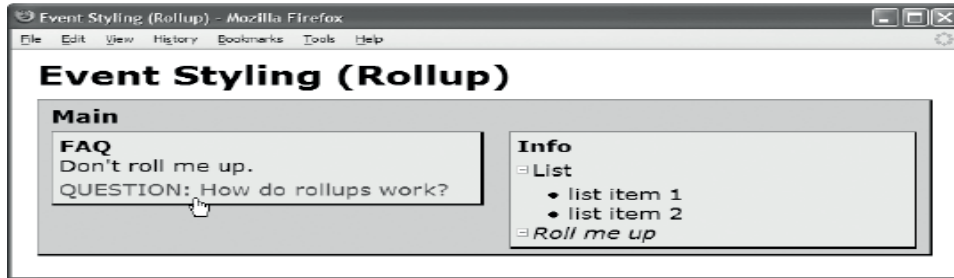 Event Styling (Rollup) - Mozilla Firefox
File Edit View History Bookmarks Tools Help
Event Styling (Rollup)
Main
FAQ
Don't roll me up.
QUESTION: How do rollups work?
Info
List
• list item 1
• list item 2
Roll me up